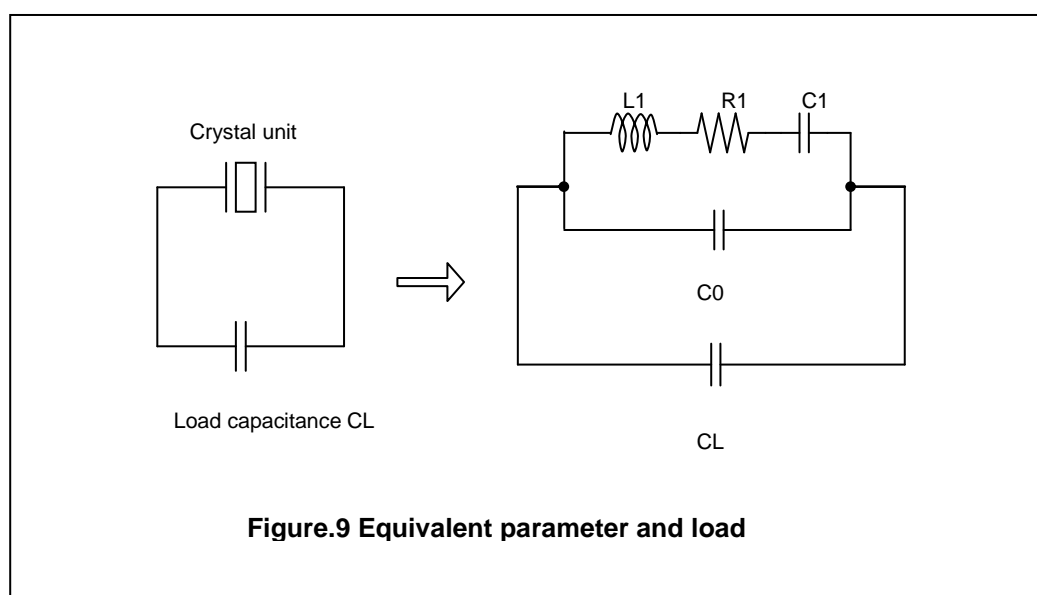 Crystal unit
Load capacitance CL
L1 R1 C1
C0
CL
Figure.9 Equivalent parameter and load